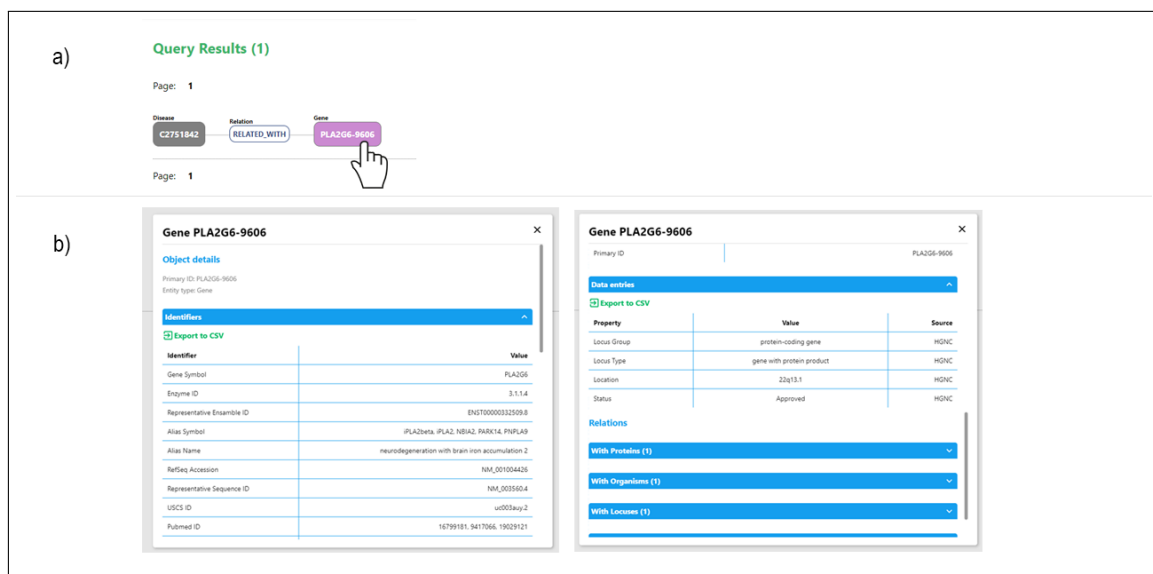 a)
Query Results (1)
Page: 1
Disease Relation Gene
C2751842 RELATED_WITH PLA2G6-9606
Page: 1
b)
Gene PLA2G6-9606 ×
Object details
Primary ID: PLA2G6-9606
Entity type: Gene
Identifiers
Export to CSV
Identifier Value
Gene Symbol PLA2G6
Enzyme ID 3.1.1.4
Representative Ensamble ID ENST00000332509.8
Alias Symbol iPLA2beta, iPLA2, NBIA2, PARK14, PNPLA9
Alias Name neurodegeneration with brain iron accumulation 2
RefSeq Accession NM_001004426
Representative Sequence ID NM_003560.4
USCS ID uc003auy.2
Pubmed ID 16799181, 9417066, 19029121
Gene PLA2G6-9606 ×
Primary ID PLA2G6-9606
Data entries
Export to CSV
Property Value Source
Locus Group protein-coding gene HGNC
Locus Type gene with protein product HGNC
Location 22q13.1 HGNC
Status Approved HGNC
Relations
With Proteins (1)
With Organisms (1)
With Locuses (1)